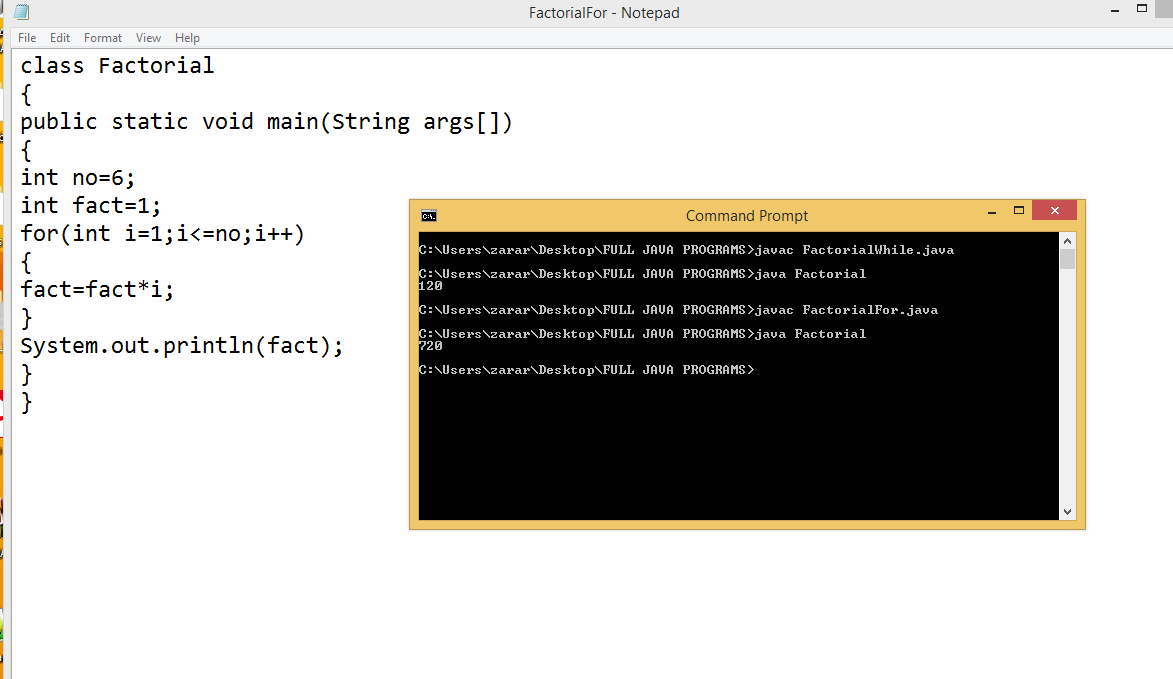 FactorialFor - Notepad
File Edit Format View Help
class Factorial
{
public static void main(String args[])
{
int no=6;
int fact=1;
for(int i=1;i<=no;i++)
{
fact=fact*i;
}
System.out.println(fact);
}
}
C:\.
Command Prompt
C:\Users\zarar\Desktop\FULL JAVA PROGRAMS>javac FactorialWhile.java
C:\Users\zarar\Desktop\FULL JAVA PROGRAMS>java Factorial
120
C:\Users\zarar\Desktop\FULL JAVA PROGRAMS>javac FactorialFor.java
C:\Users\zarar\Desktop\FULL JAVA PROGRAMS>java Factorial
720
C:\Users\zarar\Desktop\FULL JAVA PROGRAMS>